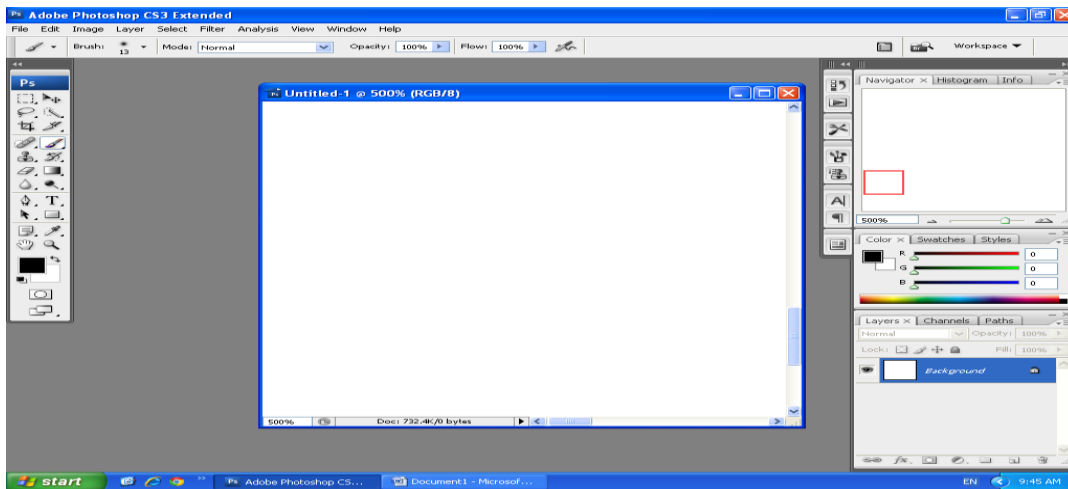 Ps Adobe Photoshop CS3 Extended
File Edit Image Layer Select Filter Analysis View Window Help
Brush: 13 Mode: Normal Opacity: 100% Flow: 100% Workspace
Ps
Untitled-1 @ 500% (RGB/8)
500% Doc: 732.4K/0 bytes
Navigator × Histogram Info
500%
Color × Swatches Styles
R 0
G 0
B 0
Layers × Channels Paths
Normal Opacity: 100%
Lock: Fill: 100%
Background
start Adobe Photoshop CS... Document1 - Microsof... EN 9:45 AM